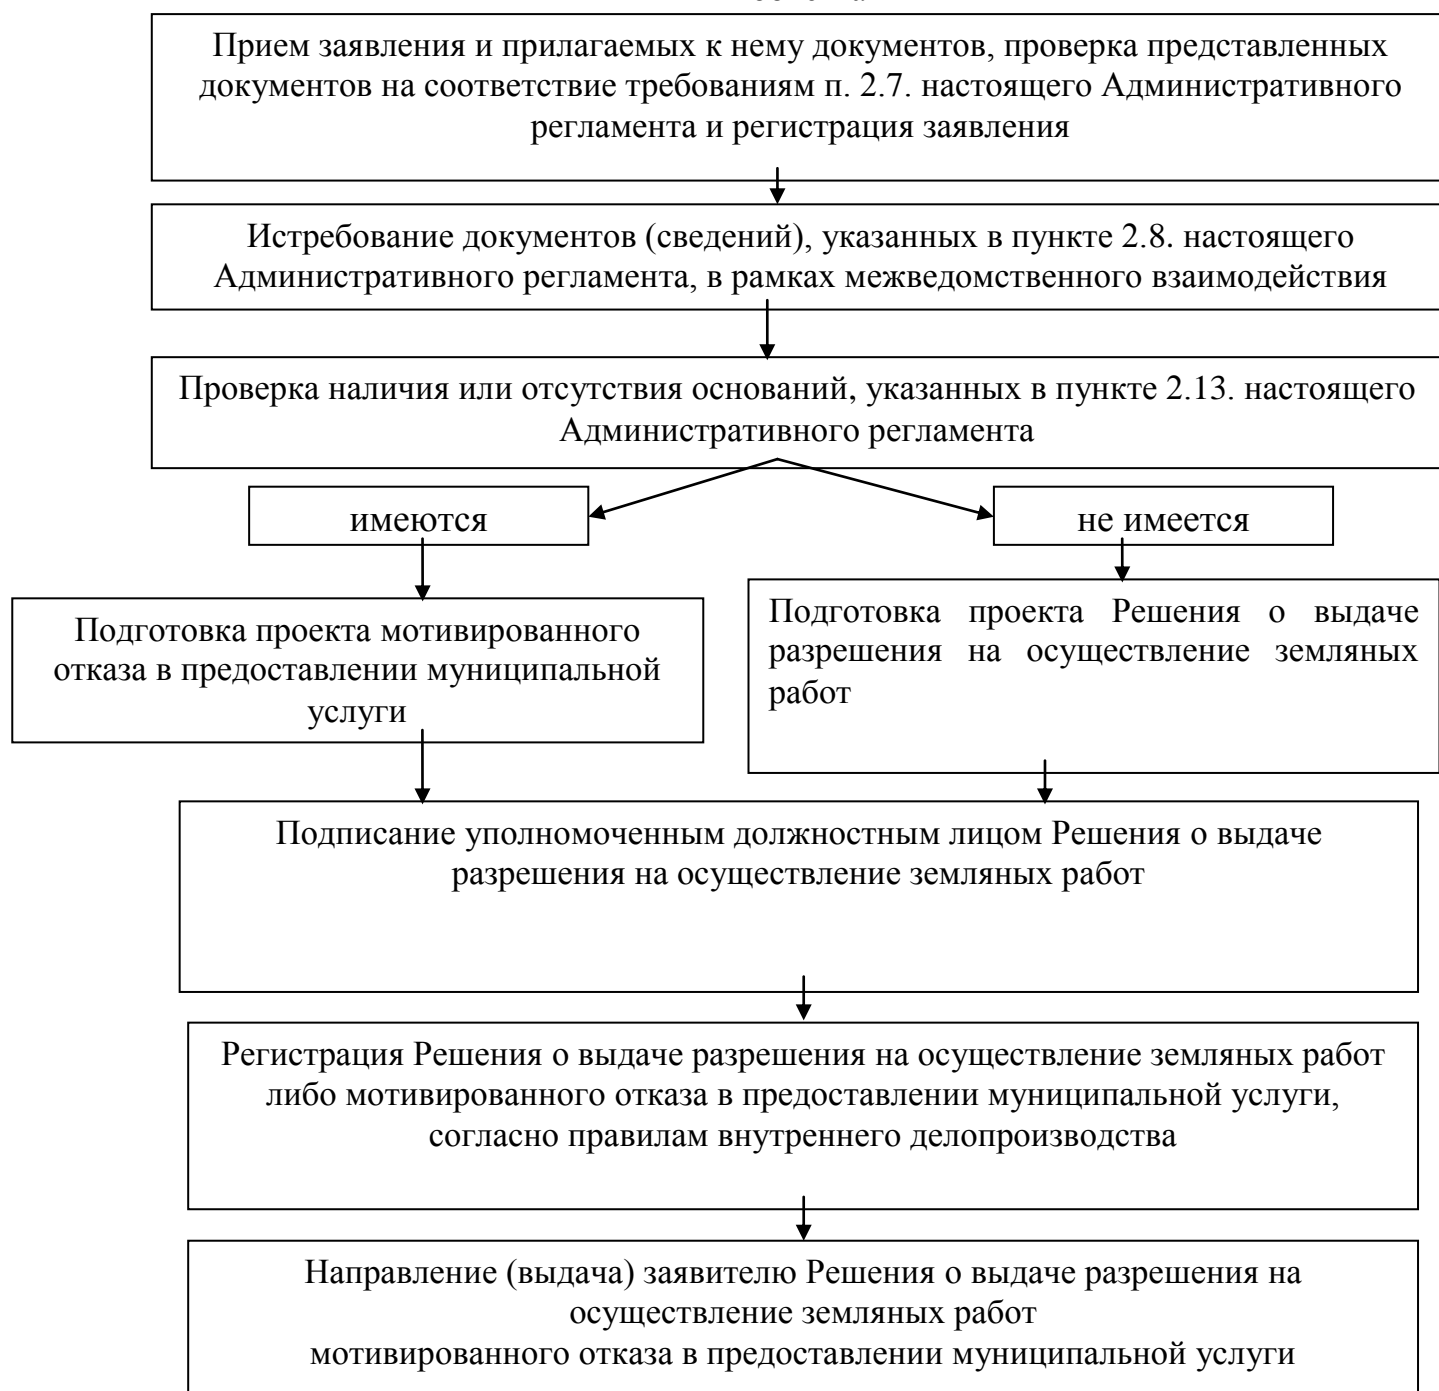 Прием заявления и прилагаемых к нему документов, проверка представленных
документов на соответствие требованиям п. 2.7. настоящего Административного
регламента и регистрация заявления
Истребование документов (сведений), указанных в пункте 2.8. настоящего
Административного регламента, в рамках межведомственного взаимодействия
Проверка наличия или отсутствия оснований, указанных в пункте 2.13. настоящего
Административного регламента
имеются
не имеется
Подготовка проекта мотивированного
отказа в предоставлении муниципальной
услуги
Подготовка проекта Решения о выдаче
разрешения на осуществление земляных
работ
Подписание уполномоченным должностным лицом Решения о выдаче
разрешения на осуществление земляных работ
Регистрация Решения о выдаче разрешения на осуществление земляных работ
либо мотивированного отказа в предоставлении муниципальной услуги,
согласно правилам внутреннего делопроизводства
Направление (выдача) заявителю Решения о выдаче разрешения на
осуществление земляных работ
мотивированного отказа в предоставлении муниципальной услуги